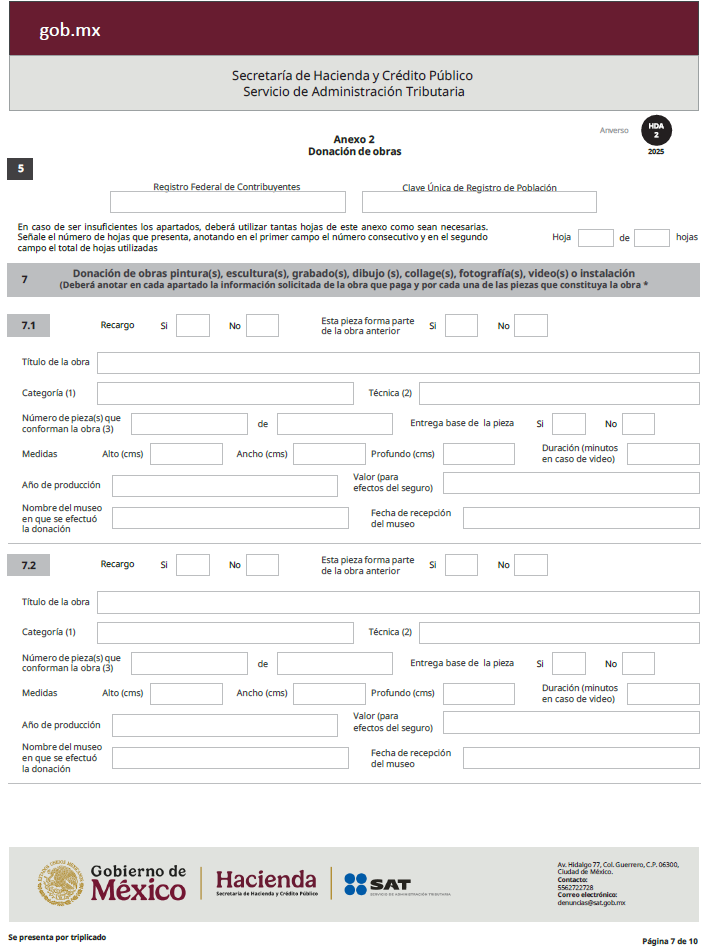 gob.mx
Secretaría de Hacienda y Crédito Público
Servicio de Administración Tributaria
Anverso
HDA
2
2025
Anexo 2
Donación de obras
5
Registro Federal de Contribuyentes
Clave Única de Registro de Población
En caso de ser insuficientes los apartados, deberá utilizar tantas hojas de este anexo como sean necesarias.
Señale el número de hojas que presenta, anotando en el primer campo el número consecutivo y en el segundo
campo el total de hojas utilizadas
Hoja de hojas
7
Donación de obras pintura(s), escultura(s), grabado(s), dibujo (s), collage(s), fotografía(s), video(s) o instalación
(Deberá anotar en cada apartado la información solicitada de la obra que paga y por cada una de las piezas que constituya la obra *
7.1
Recargo Si No
Esta pieza forma parte
de la obra anterior
Si No
Título de la obra
Categoría (1)
Técnica (2)
Número de pieza(s) que
conforman la obra (3)
de
Entrega base de la pieza Si No
Medidas Alto (cms) Ancho (cms) Profundo (cms)
Duración (minutos
en caso de video)
Año de producción
Valor (para
efectos del seguro)
Nombre del museo
en que se efectuó
la donación
Fecha de recepción
del museo
7.2
Recargo Si No
Esta pieza forma parte
de la obra anterior
Si No
Título de la obra
Categoría (1)
Técnica (2)
Número de pieza(s) que
conforman la obra (3)
de
Entrega base de la pieza Si No
Medidas Alto (cms) Ancho (cms) Profundo (cms)
Duración (minutos
en caso de video)
Año de producción
Valor (para
efectos del seguro)
Nombre del museo
en que se efectuó
la donación
Fecha de recepción
del museo
Gobierno de
México
Hacienda
Secretaría de Hacienda y Crédito Público
SAT
SERVICIO DE ADMINISTRACIÓN TRIBUTARIA
Av. Hidalgo 77, Col. Guerrero, C.P. 06300,
Ciudad de México.
Contacto:
5562722728
Correo electrónico:
denuncias@sat.gob.mx
Se presenta por triplicado
Página 7 de 10